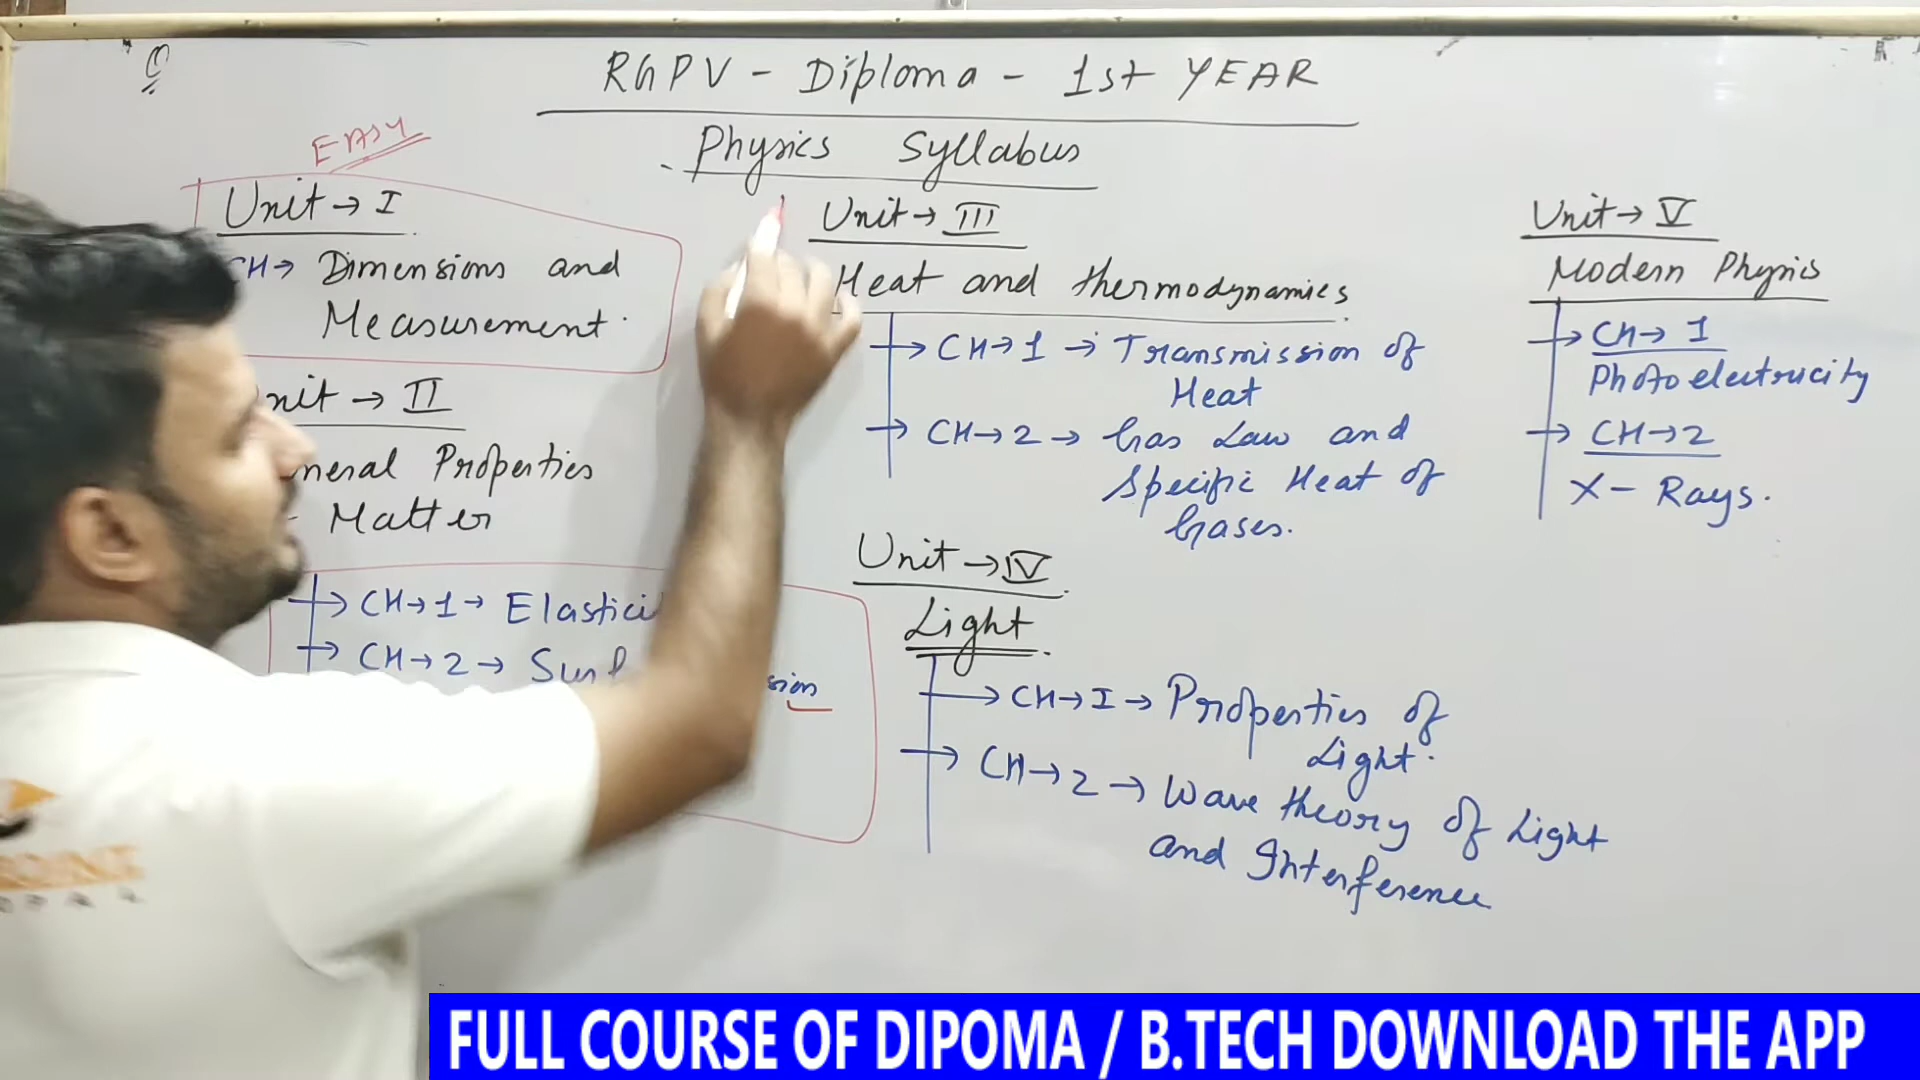 RGPV - Diploma - 1st YEAR
Physics Syllabus
EASY
Unit → I
CH → Dimensions and
Measurement.
Unit → II
General Properties
Matter
CH → 1 → Elastici
CH → 2 → Surf
sion
Unit → III
Heat and thermodynamics
CH → 1 → Transmission of
Heat
CH → 2 → Gas Law and
Specific Heat of
Gases.
Unit → IV
Light
CH → I → Properties of
Light.
CH → 2 → Wave theory of Light
and Interference
Unit → V
Modern Physics
CH → 1
Photoelectricity
CH → 2
X - Rays.
FULL COURSE OF DIPOMA / B.TECH DOWNLOAD THE APP